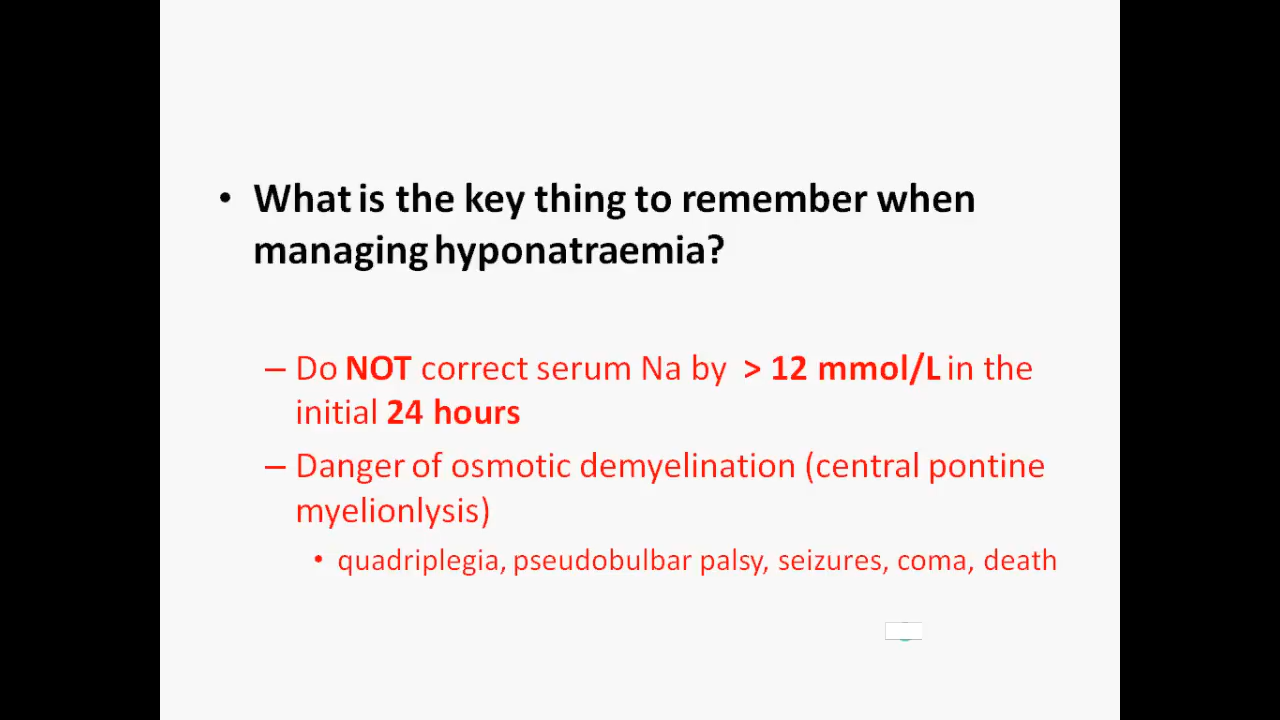 • What is the key thing to remember when
managing hyponatraemia?
– Do NOT correct serum Na by > 12 mmol/L in the
initial 24 hours
– Danger of osmotic demyelination (central pontine
myelionlysis)
• quadriplegia, pseudobulbar palsy, seizures, coma, death